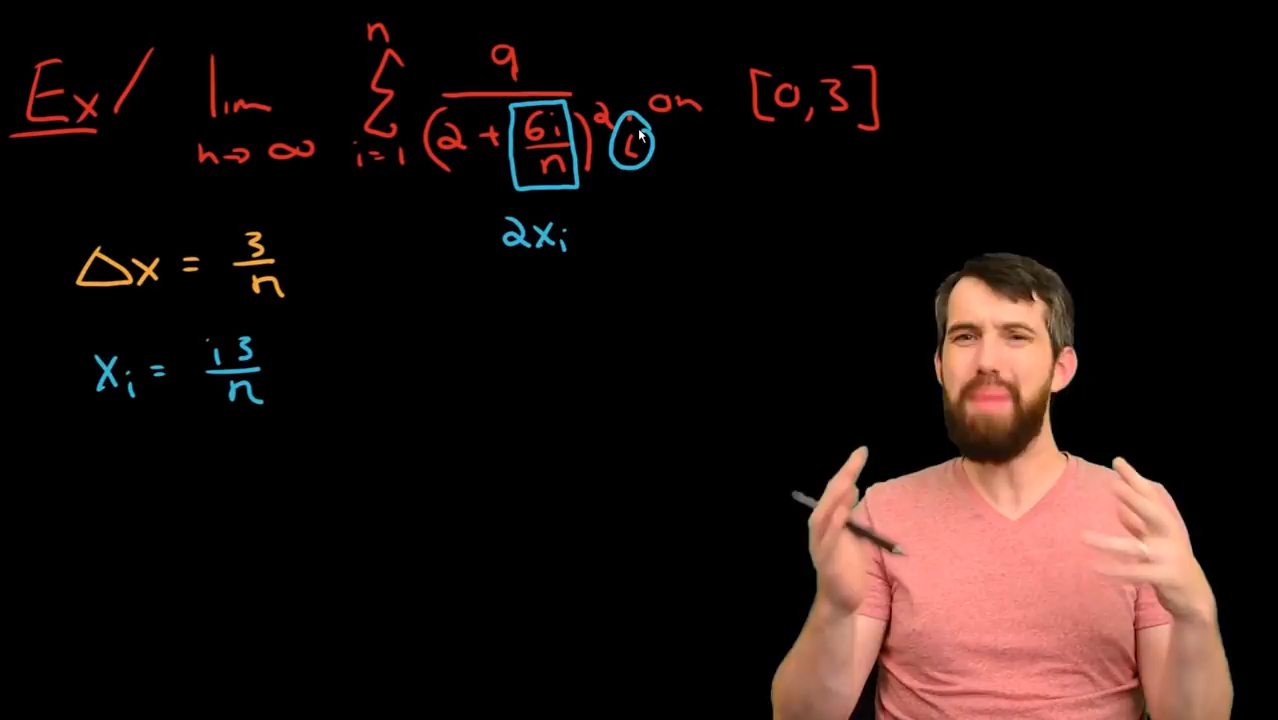 Ex/ lim n→∞ n Σ i=1 9/(2 + 6i/n)² i on [0,3]
2xᵢ
Δx = 3/n
xᵢ = i3/n